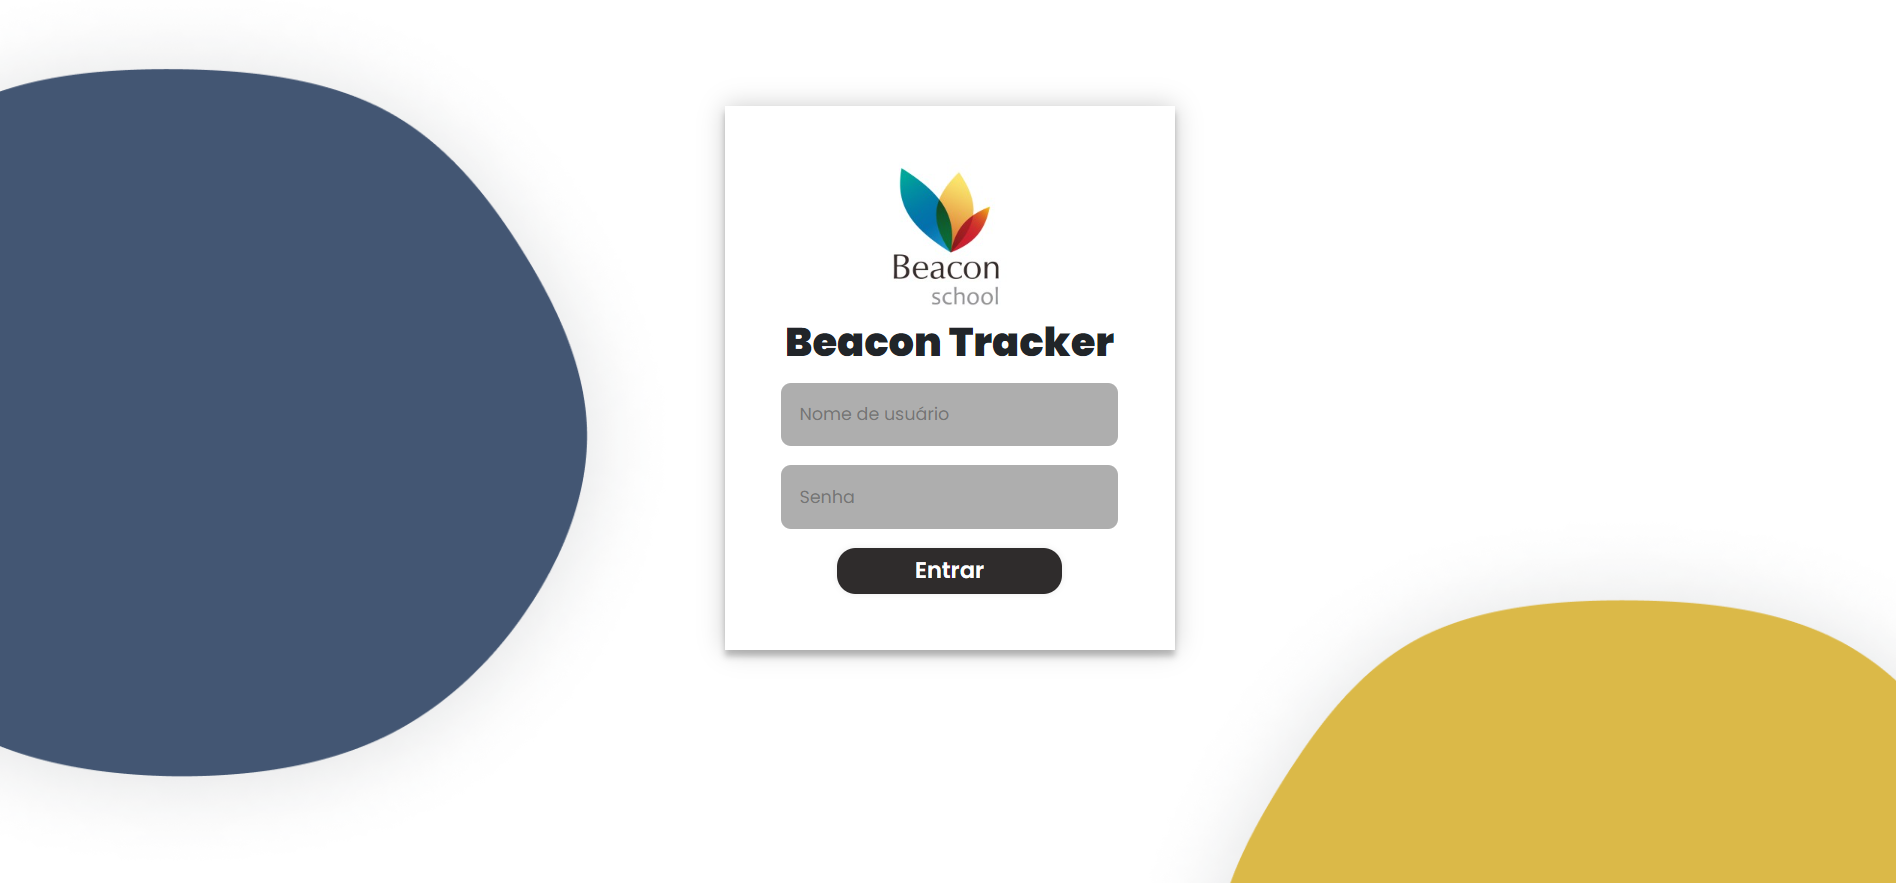 Beacon
school
Beacon Tracker
Nome de usuário
Senha
Entrar